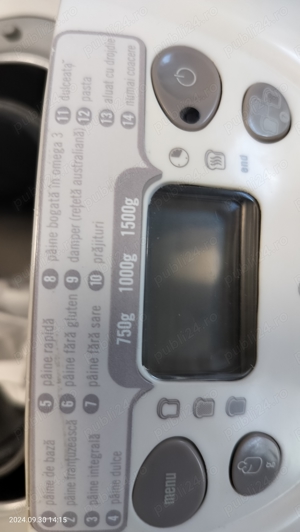 1 pâine de bază
2 pâine franțuzească
3 pâine integrală
4 pâine dulce
5 pâine rapidă
6 pâine fără gluten
7 pâine fără sare
8 pâine bogată în omega 3
9 damper (rețetă australiană)
10 prăjituri
11 dulceață
12 pasta
13 aluat cu drojdie
14 numai coacere
750g 1000g 1500g
menu
2024.09.30 14:15